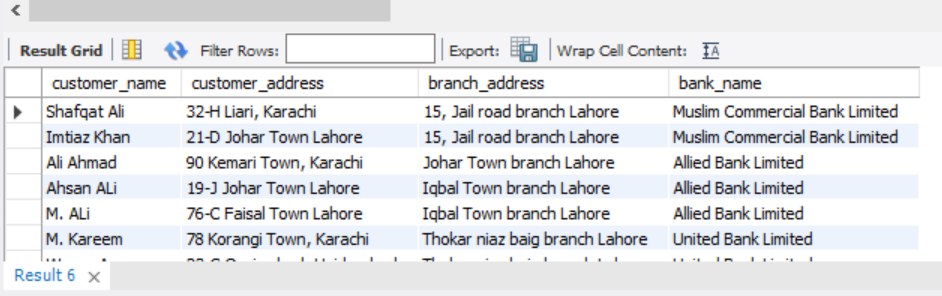 Result Grid Filter Rows: Export: Wrap Cell Content: IA
customer_name customer_address branch_address bank_name
Shafqat Ali 32-H Liari, Karachi 15, Jail road branch Lahore Muslim Commercial Bank Limited
Imtiaz Khan 21-D Johar Town Lahore 15, Jail road branch Lahore Muslim Commercial Bank Limited
Ali Ahmad 90 Kemari Town, Karachi Johar Town branch Lahore Allied Bank Limited
Ahsan ALi 19-J Johar Town Lahore Iqbal Town branch Lahore Allied Bank Limited
M. ALi 76-C Faisal Town Lahore Iqbal Town branch Lahore Allied Bank Limited
M. Kareem 78 Korangi Town, Karachi Thokar niaz baig branch Lahore United Bank Limited
Result 6